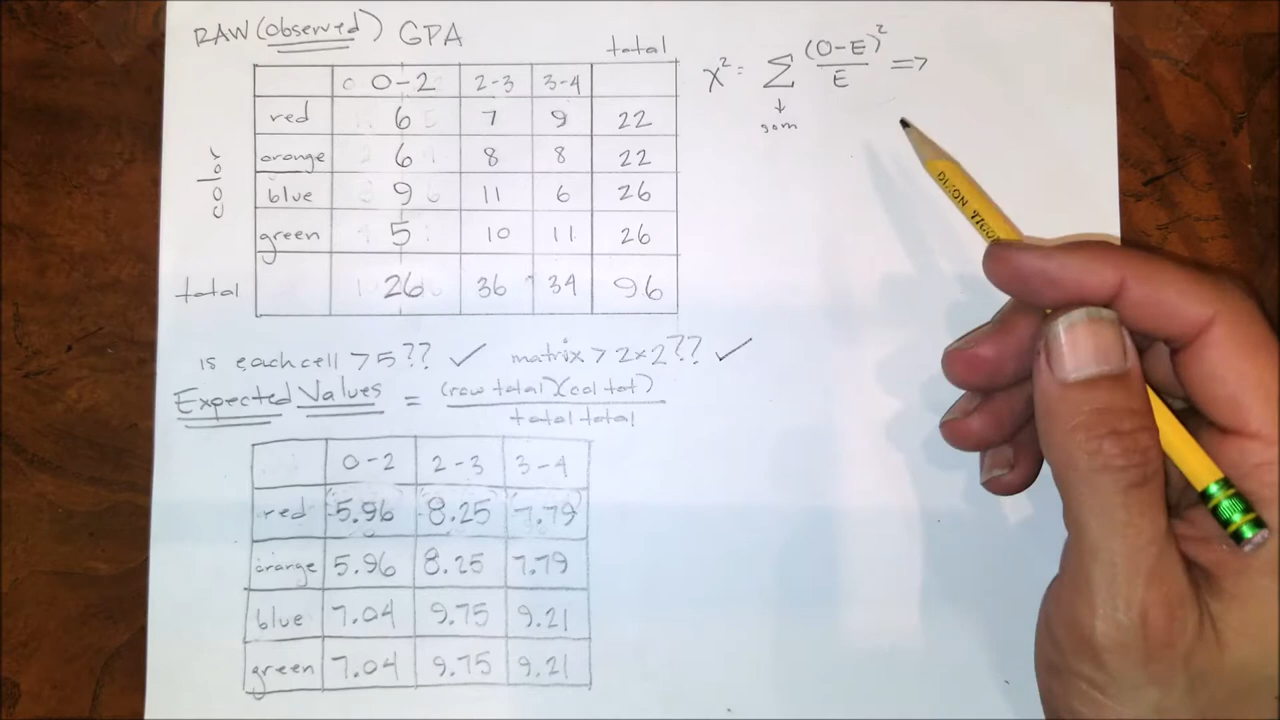 RAW (Observed) GPA
total
0-2 2-3 3-4
red 6 7 9 22
orange 6 8 8 22
blue 9 11 6 26
green 5 10 11 26
total 26 36 34 96
color
χ² = Σ (O-E)² / E =>
↓
som
is each cell >5?? ✓ matrix > 2×2?? ✓
Expected Values = (row total)(col tot) / total total
0-2 2-3 3-4
red 5.96 8.25 7.79
orange 5.96 8.25 7.79
blue 7.04 9.75 9.21
green 7.04 9.75 9.21
DIXON TICON